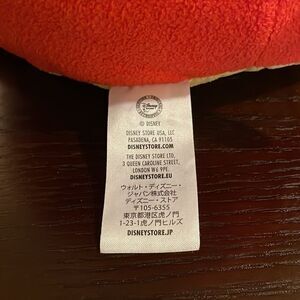 Disney
© DISNEY
DISNEY STORE USA, LLC
PASADENA, CA 91105
DISNEYSTORE.COM
THE DISNEY STORE LTD,
3 QUEEN CAROLINE STREET,
LONDON W6 9PE
DISNEYSTORE.EU
ウォルト・ディズニー・
ジャパン株式会社
ディズニー・ストア
〒105-6355
東京都港区虎ノ門
1-23-1虎ノ門ヒルズ
DISNEYSTORE.JP